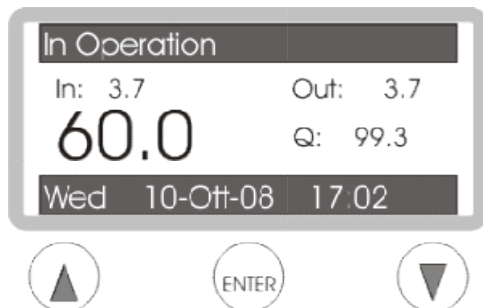 In Operation
In: 3.7 Out: 3.7
60.0 Q: 99.3
Wed 10-Ott-08 17:02
ENTER